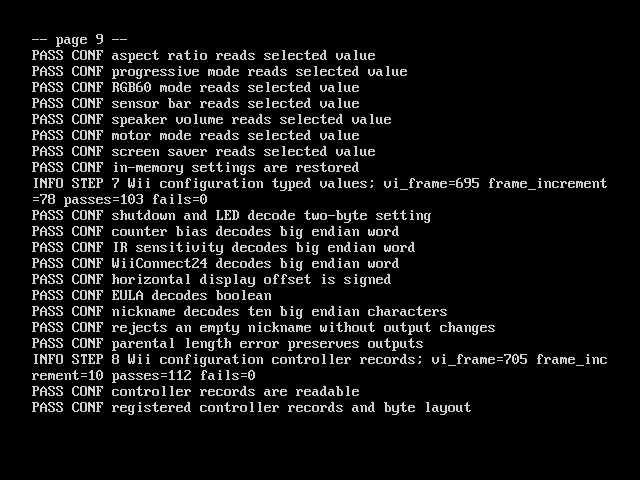 -- page 9 --
PASS CONF aspect ratio reads selected value
PASS CONF progressive mode reads selected value
PASS CONF RGB60 mode reads selected value
PASS CONF sensor bar reads selected value
PASS CONF speaker volume reads selected value
PASS CONF motor mode reads selected value
PASS CONF screen saver reads selected value
PASS CONF in-memory settings are restored
INFO STEP 7 Wii configuration typed values; vi_frame=695 frame_increment
=78 passes=103 fails=0
PASS CONF shutdown and LED decode two-byte setting
PASS CONF counter bias decodes big endian word
PASS CONF IR sensitivity decodes big endian word
PASS CONF WiiConnect24 decodes big endian word
PASS CONF horizontal display offset is signed
PASS CONF EULA decodes boolean
PASS CONF nickname decodes ten big endian characters
PASS CONF rejects an empty nickname without output changes
PASS CONF parental length error preserves outputs
INFO STEP 8 Wii configuration controller records; vi_frame=705 frame_inc
rement=10 passes=112 fails=0
PASS CONF controller records are readable
PASS CONF registered controller records and byte layout